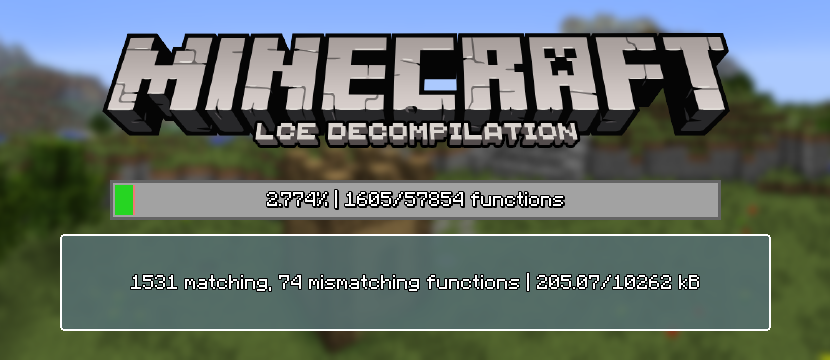 MINECRAFT
LCE DECOMPILATION
2.774% | 1605/57854 functions
1531 matching, 74 mismatching functions | 205.07/10262 kB